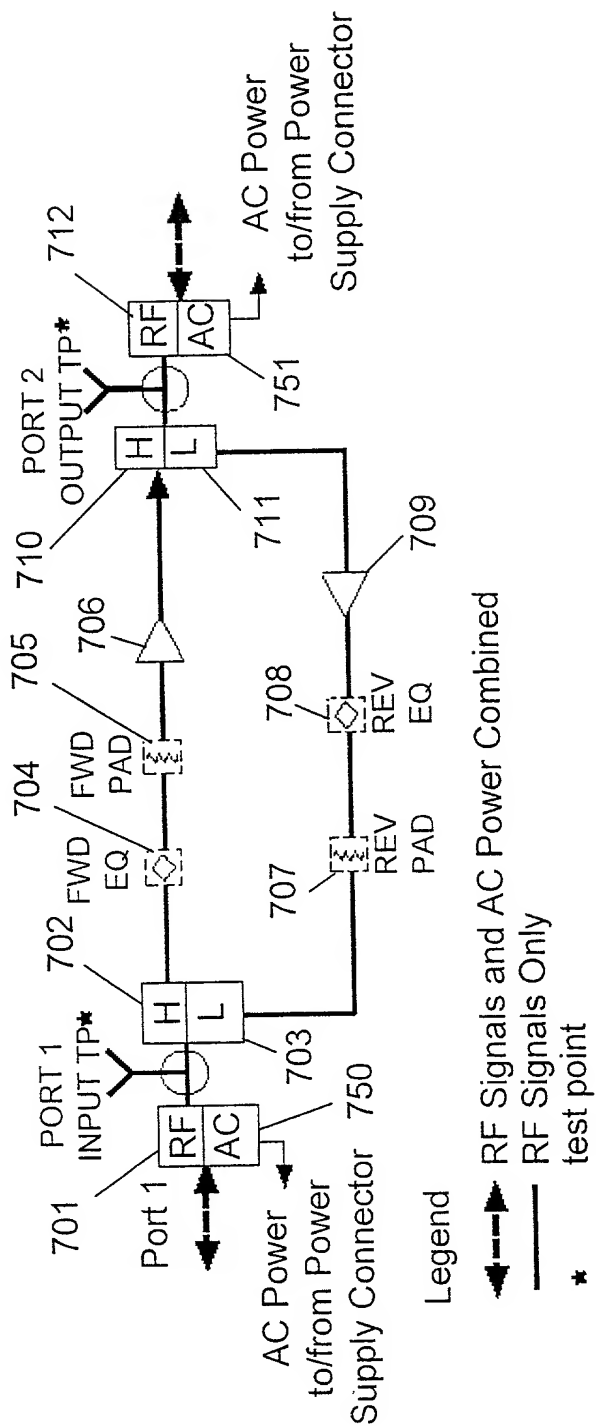 PORT 1
INPUT TP*
701
Port 1
RF
AC
750
AC Power
to/from Power
Supply Connector
702
H
L
703
FWD
EQ
704
FWD
PAD
705
706
707
REV
PAD
708
REV
EQ
709
710
H
L
711
PORT 2
OUTPUT TP*
712
RF
AC
751
AC Power
to/from Power
Supply Connector
Legend
RF Signals and AC Power Combined
RF Signals Only
* test point